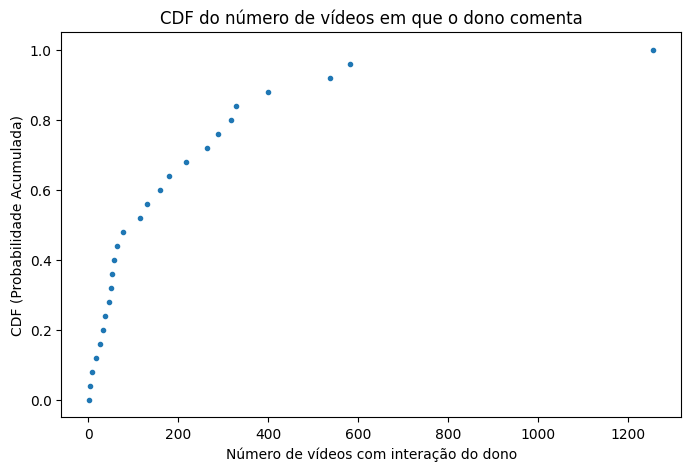 CDF do número de vídeos em que o dono comenta
CDF (Probabilidade Acumulada)
1.0
0.8
0.6
0.4
0.2
0.0
0 200 400 600 800 1000 1200
Número de vídeos com interação do dono